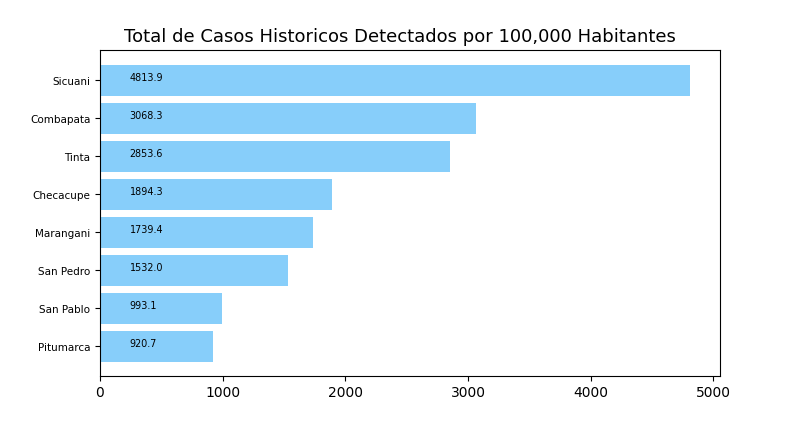 Total de Casos Historicos Detectados por 100,000 Habitantes
Sicuani 4813.9
Combapata 3068.3
Tinta 2853.6
Checacupe 1894.3
Marangani 1739.4
San Pedro 1532.0
San Pablo 993.1
Pitumarca 920.7
0 1000 2000 3000 4000 5000